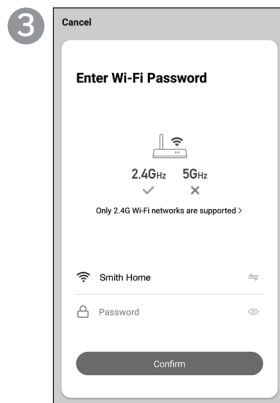 3
Cancel
Enter Wi-Fi Password
2.4GHz 5GHz
Only 2.4G Wi-Fi networks are supported >
Smith Home
Password
Confirm